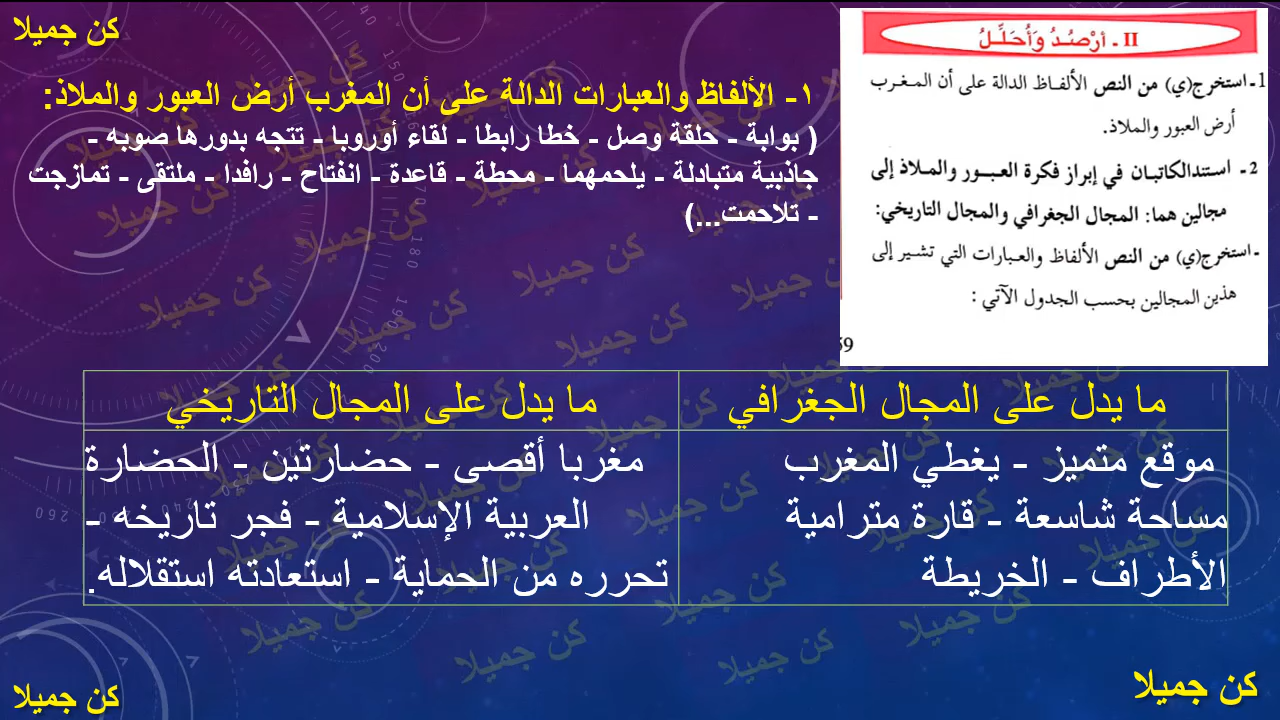 كن جميلا
II - أرْصُدُ وَأُحَلِّلُ
1- استخرج(ي) من النص الألفاظ الدالة على أن المغرب
أرض العبور والملاذ.
2- استندالكاتبان في إبراز فكرة العبور والملاذ إلى
مجالين هما: المجال الجغرافي والمجال التاريخي:
- استخرج(ي) من النص الألفاظ والعبارات التي تشير إلى
هذين المجالين بحسب الجدول الآتي :
59
١- الألفاظ والعبارات الدالة على أن المغرب أرض العبور والملاذ:
( بوابة - حلقة وصل - خطا رابطا - لقاء أوروبا - تتجه بدورها صوبه -
جاذبية متبادلة - يلحمهما - محطة - قاعدة - انفتاح - رافدا - ملتقى - تمازجت
- تلاحمت...)
ما يدل على المجال الجغرافي
موقع متميز - يغطي المغرب
مساحة شاسعة - قارة مترامية
الأطراف - الخريطة
ما يدل على المجال التاريخي
مغربا أقصى - حضارتين - الحضارة
العربية الإسلامية - فجر تاريخه -
تحرره من الحماية - استعادته استقلاله.
كن جميلا
كن جميلا